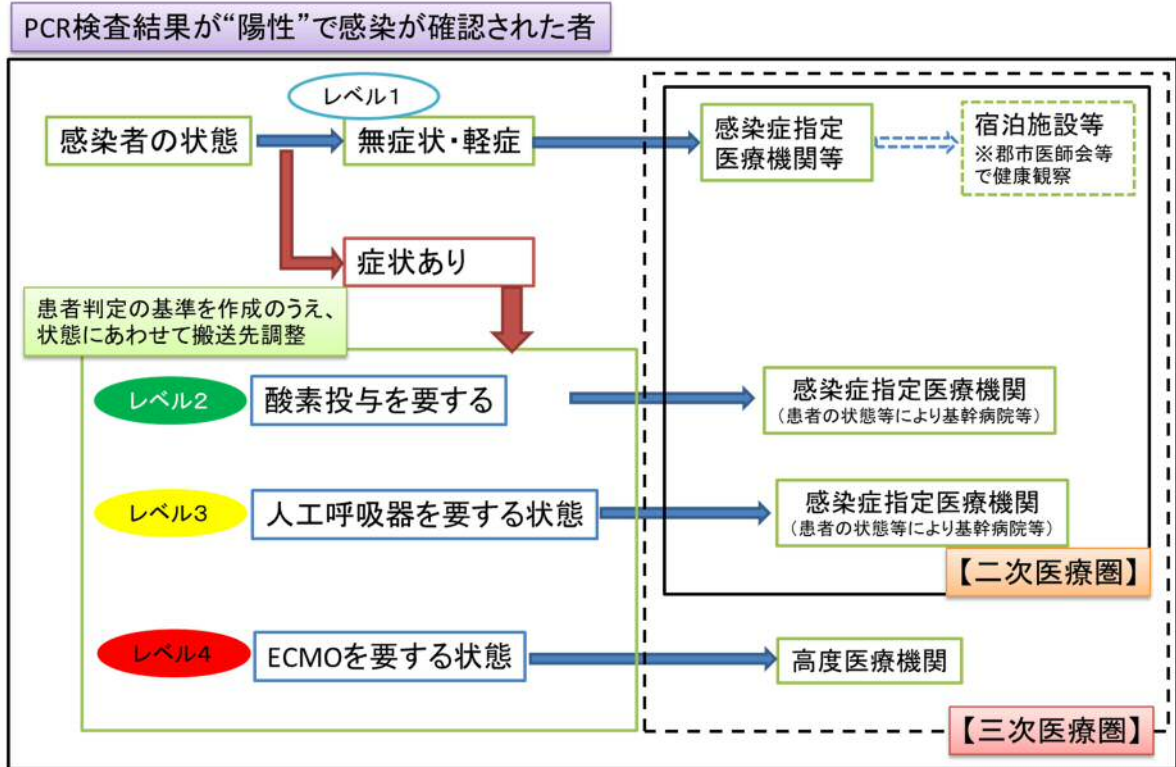 PCR検査結果が“陽性”で感染が確認された者
レベル1
感染者の状態
無症状・軽症
感染症指定
医療機関等
宿泊施設等
※郡市医師会等
で健康観察
症状あり
患者判定の基準を作成のうえ、
状態にあわせて搬送先調整
レベル2
酸素投与を要する
感染症指定医療機関
(患者の状態等により基幹病院等)
レベル3
人工呼吸器を要する状態
感染症指定医療機関
(患者の状態等により基幹病院等)
【二次医療圏】
レベル4
ECMOを要する状態
高度医療機関
【三次医療圏】